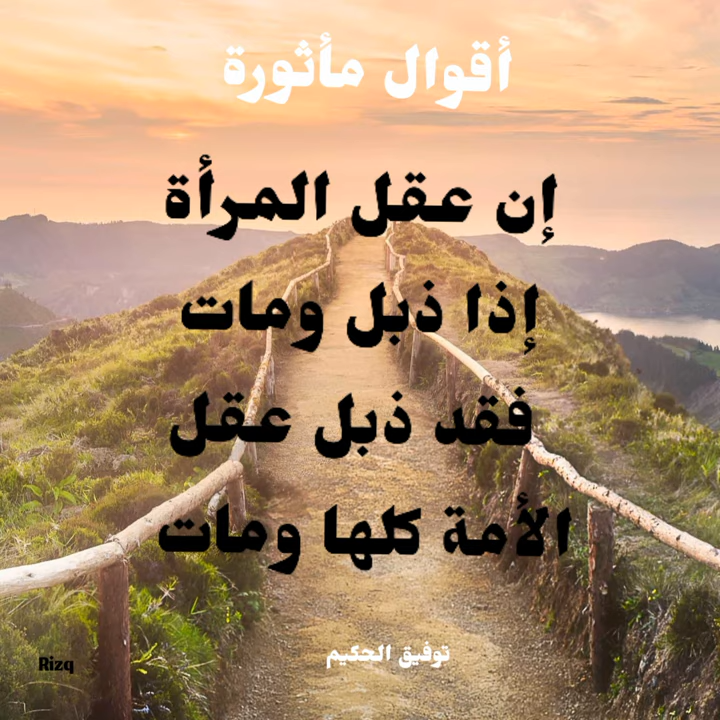 أقوال مأثورة
إن عقل المرأة
إذا ذبل ومات
فقد ذبل عقل
الأمة كلها ومات
توفيق الحكيم
Rizq